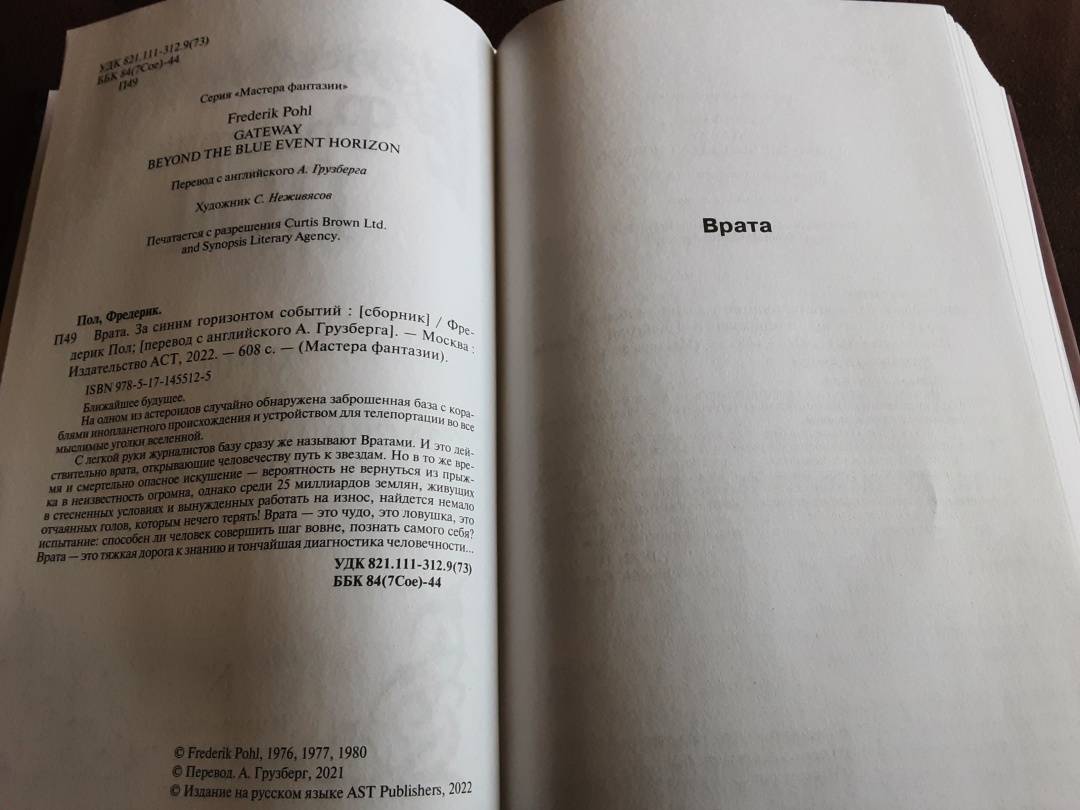 УДК 821.111-312.9(73)
ББК 84(7Сое)-44
П49
Серия «Мастера фантазии»
Frederik Pohl
GATEWAY
BEYOND THE BLUE EVENT HORIZON
Перевод с английского А. Грузберга
Художник С. Неживясов
Печатается с разрешения Curtis Brown Ltd.
and Synopsis Literary Agency.
Пол, Фредерик.
П49 Врата. За синим горизонтом событий : [сборник] / Фре-
дерик Пол; [перевод с английского А. Грузберга]. — Москва :
Издательство АСТ, 2022. — 608 с. — (Мастера фантазии).
ISBN 978-5-17-145512-5
Ближайшее будущее.
На одном из астероидов случайно обнаружена заброшенная база с кора-
блями инопланетного происхождения и устройством для телепортации во все
мыслимые уголки вселенной.
С легкой руки журналистов базу сразу же называют Вратами. И это дей-
ствительно врата, открывающие человечеству путь к звездам. Но в то же вре-
мя и смертельно опасное искушение — вероятность не вернуться из прыж-
ка в неизвестность огромна, однако среди 25 миллиардов землян, живущих
в стесненных условиях и вынужденных работать на износ, найдется немало
отчаянных голов, которым нечего терять! Врата — это чудо, это ловушка, это
испытание: способен ли человек совершить шаг вовне, познать самого себя?
Врата — это тяжкая дорога к знанию и тончайшая диагностика человечности...
УДК 821.111-312.9(73)
ББК 84(7Сое)-44
© Frederik Pohl, 1976, 1977, 1980
© Перевод. А. Грузберг, 2021
© Издание на русском языке AST Publishers, 2022
Врата